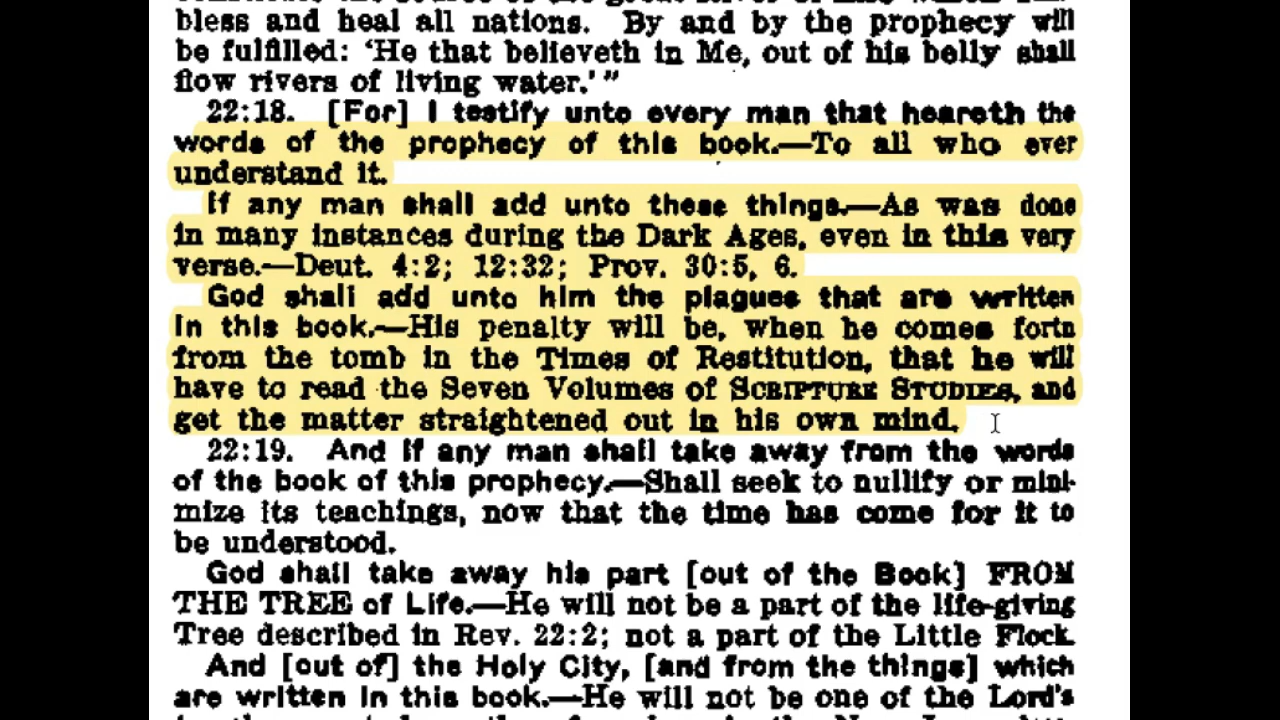 bless and heal all nations. By and by the prophecy will
be fulfilled: ‘He that believeth in Me, out of his belly shall
flow rivers of living water.’”
22:18. [For] I testify unto every man that heareth the
words of the prophecy of this book.—To all who ever
understand it.
If any man shall add unto these things.—As was done
in many instances during the Dark Ages, even in this very
verse.—Deut. 4:2; 12:32; Prov. 30:5, 6.
God shall add unto him the plagues that are written
in this book.—His penalty will be, when he comes forth
from the tomb in the Times of Restitution, that he will
have to read the Seven Volumes of SCRIPTURE STUDIES, and
get the matter straightened out in his own mind.
22:19. And if any man shall take away from the words
of the book of this prophecy.—Shall seek to nullify or mini-
mize its teachings, now that the time has come for it to
be understood.
God shall take away his part [out of the Book] FROM
THE TREE of Life.—He will not be a part of the life-giving
Tree described in Rev. 22:2; not a part of the Little Flock.
And [out of] the Holy City, [and from the things] which
are written in this book.—He will not be one of the Lord's